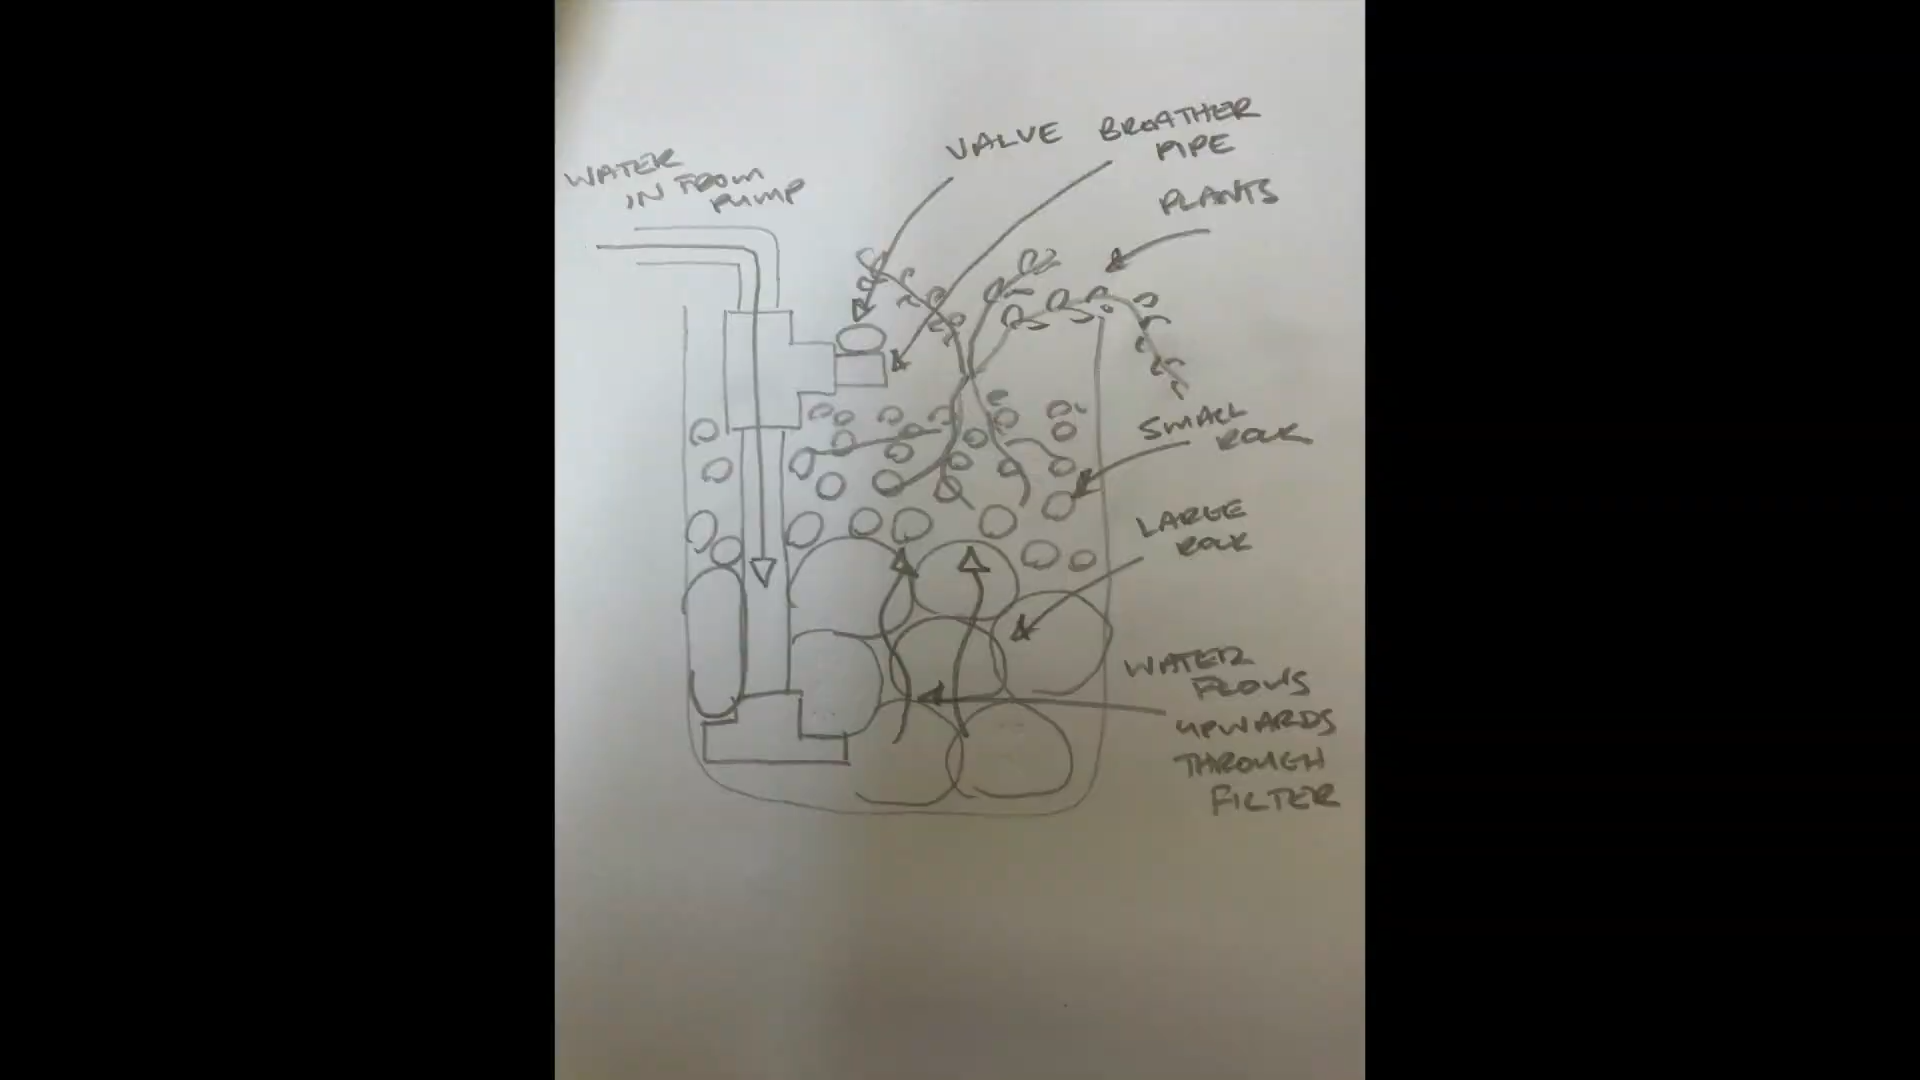 WATER
IN FROM
PUMP
VALVE
BREATHER
PIPE
PLANTS
SMALL
ROCK
LARGE
ROCK
WATER
FLOWS
UPWARDS
THROUGH
FILTER